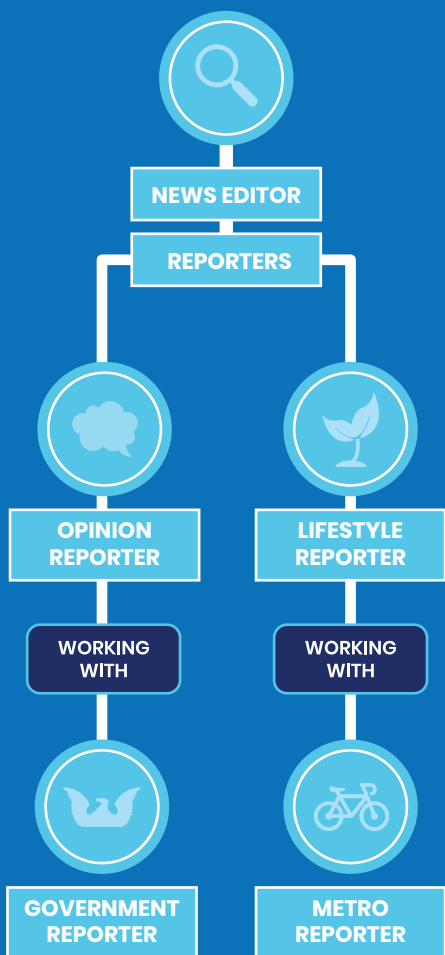 NEWS EDITOR
REPORTERS
OPINION
REPORTER
LIFESTYLE
REPORTER
WORKING
WITH
WORKING
WITH
GOVERNMENT
REPORTER
METRO
REPORTER